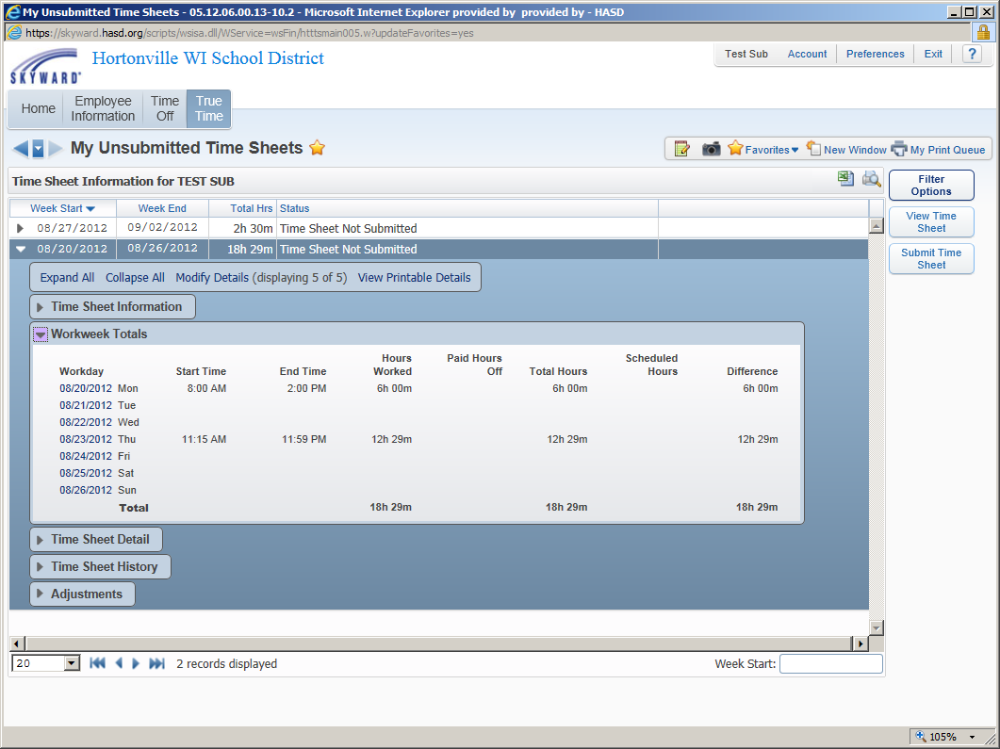 My Unsubmitted Time Sheets - 05.12.06.00.13-10.2 - Microsoft Internet Explorer provided by provided by - HASD
https://skyward.hasd.org/scripts/wsisa.dll/WService=wsFin/htttsmain005.w?updateFavorites=yes
SKYWARD Hortonville WI School District
Test Sub Account Preferences Exit ?
Home Employee Information Time Off True Time
My Unsubmitted Time Sheets
Favorites New Window My Print Queue
Time Sheet Information for TEST SUB
Filter Options
View Time Sheet
Submit Time Sheet
Week Start Week End Total Hrs Status
08/27/2012 09/02/2012 2h 30m Time Sheet Not Submitted
08/20/2012 08/26/2012 18h 29m Time Sheet Not Submitted
Expand All Collapse All Modify Details (displaying 5 of 5) View Printable Details
Time Sheet Information
Workweek Totals
Workday Start Time End Time Hours Worked Paid Hours Off Total Hours Scheduled Hours Difference
08/20/2012 Mon 8:00 AM 2:00 PM 6h 00m 6h 00m 6h 00m
08/21/2012 Tue
08/22/2012 Wed
08/23/2012 Thu 11:15 AM 11:59 PM 12h 29m 12h 29m 12h 29m
08/24/2012 Fri
08/25/2012 Sat
08/26/2012 Sun
Total 18h 29m 18h 29m 18h 29m
Time Sheet Detail
Time Sheet History
Adjustments
20 2 records displayed Week Start:
105%